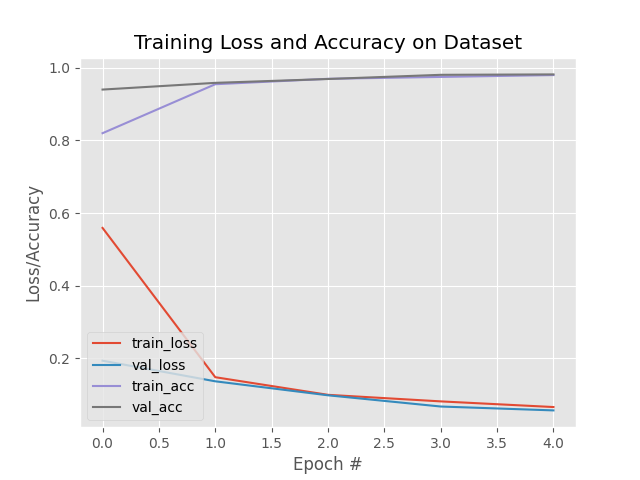 Training Loss and Accuracy on Dataset
1.0
0.8
0.6
0.4
0.2
Loss/Accuracy
train_loss
val_loss
train_acc
val_acc
0.0 0.5 1.0 1.5 2.0 2.5 3.0 3.5 4.0
Epoch #